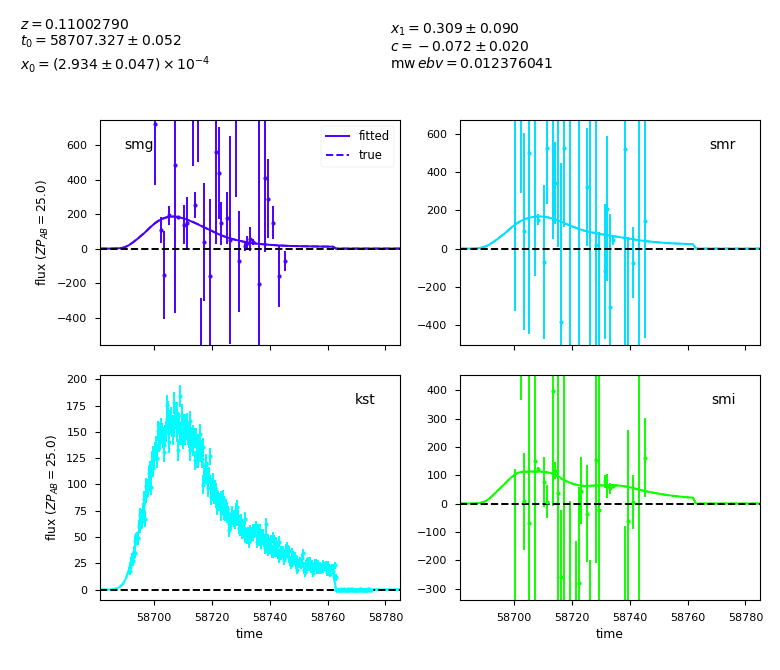 z = 0.11002790
t₀ = 58707.327 ± 0.052
x₀ = (2.934 ± 0.047) × 10⁻⁴
x₁ = 0.309 ± 0.090
c = −0.072 ± 0.020
mw ebv = 0.012376041
smg
fitted
true
600
400
200
0
−200
−400
flux (ZP_AB = 25.0)
smr
600
400
200
0
−200
−400
kst
200
175
150
125
100
75
50
25
0
flux (ZP_AB = 25.0)
58700 58720 58740 58760 58780
time
smi
400
300
200
100
0
−100
−200
−300
58700 58720 58740 58760 58780
time